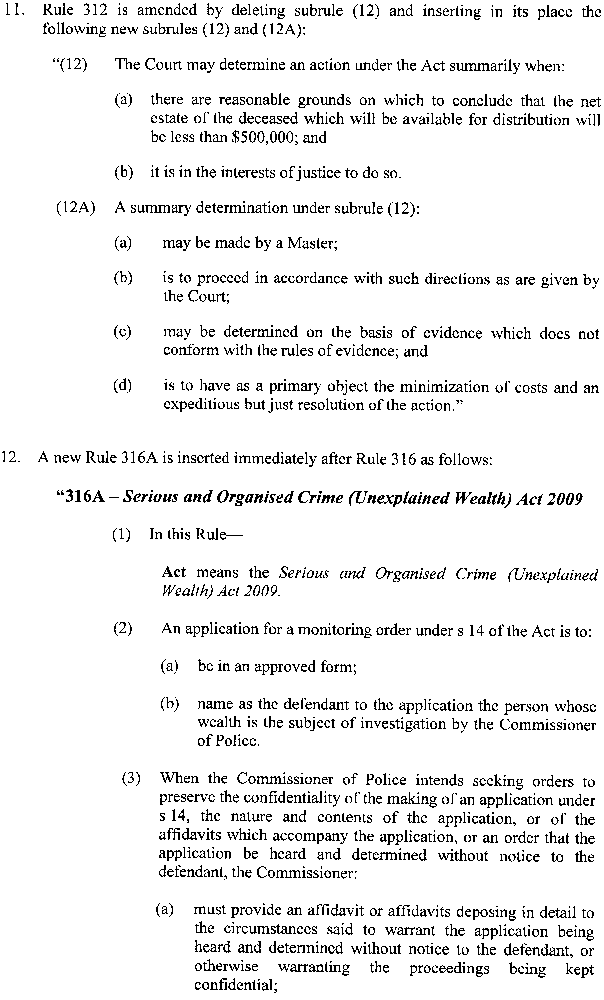 11. Rule 312 is amended by deleting subrule (12) and inserting in its place the
following new subrules (12) and (12A):
“(12) The Court may determine an action under the Act summarily when:
(a) there are reasonable grounds on which to conclude that the net
estate of the deceased which will be available for distribution will
be less than $500,000; and
(b) it is in the interests of justice to do so.
(12A) A summary determination under subrule (12):
(a) may be made by a Master;
(b) is to proceed in accordance with such directions as are given by
the Court;
(c) may be determined on the basis of evidence which does not
conform with the rules of evidence; and
(d) is to have as a primary object the minimization of costs and an
expeditious but just resolution of the action.”
12. A new Rule 316A is inserted immediately after Rule 316 as follows:
“316A – Serious and Organised Crime (Unexplained Wealth) Act 2009
(1) In this Rule—
Act means the Serious and Organised Crime (Unexplained
Wealth) Act 2009.
(2) An application for a monitoring order under s 14 of the Act is to:
(a) be in an approved form;
(b) name as the defendant to the application the person whose
wealth is the subject of investigation by the Commissioner
of Police.
(3) When the Commissioner of Police intends seeking orders to
preserve the confidentiality of the making of an application under
s 14, the nature and contents of the application, or of the
affidavits which accompany the application, or an order that the
application be heard and determined without notice to the
defendant, the Commissioner:
(a) must provide an affidavit or affidavits deposing in detail to
the circumstances said to warrant the application being
heard and determined without notice to the defendant, or
otherwise warranting the proceedings being kept
confidential;